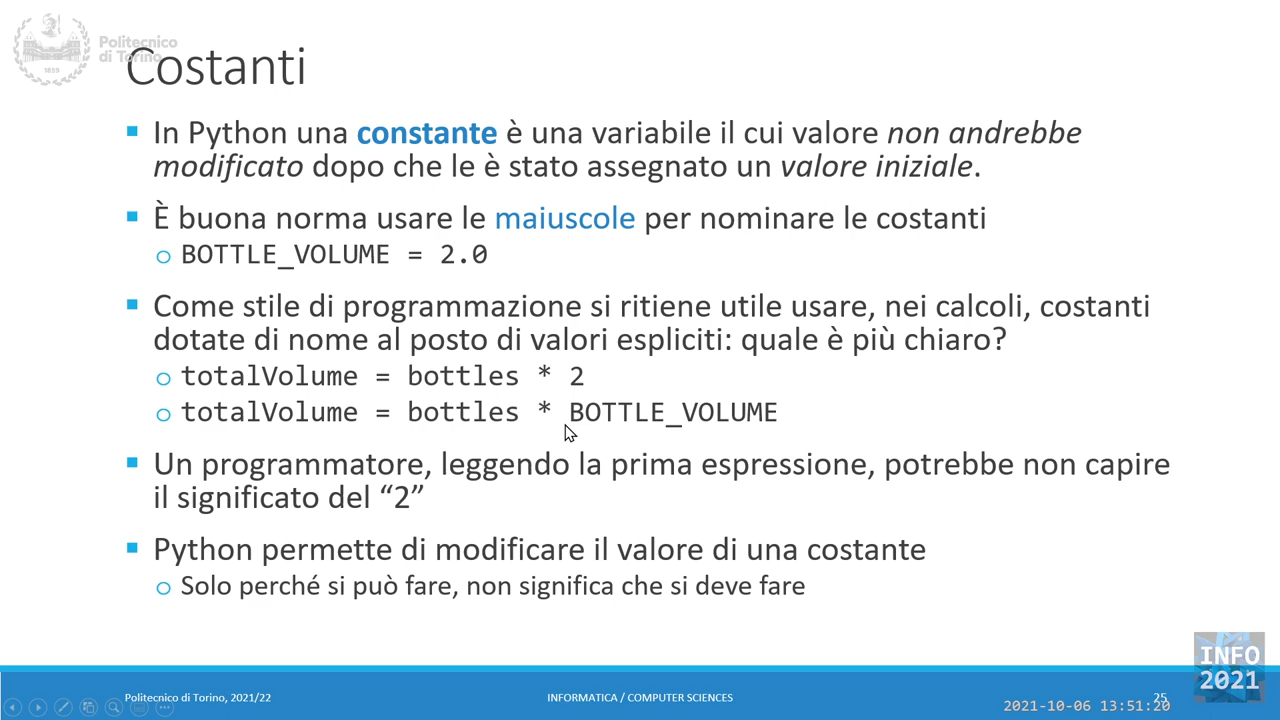 Politecnico
di Torino
1859
Costanti
In Python una constante è una variabile il cui valore non andrebbe
modificato dopo che le è stato assegnato un valore iniziale.
È buona norma usare le maiuscole per nominare le costanti
BOTTLE_VOLUME = 2.0
Come stile di programmazione si ritiene utile usare, nei calcoli, costanti
dotate di nome al posto di valori espliciti: quale è più chiaro?
totalVolume = bottles * 2
totalVolume = bottles * BOTTLE_VOLUME
Un programmatore, leggendo la prima espressione, potrebbe non capire
il significato del “2”
Python permette di modificare il valore di una costante
Solo perché si può fare, non significa che si deve fare
INFO
2021
Politecnico di Torino, 2021/22 INFORMATICA / COMPUTER SCIENCES 25
2021-10-06 13:51:20